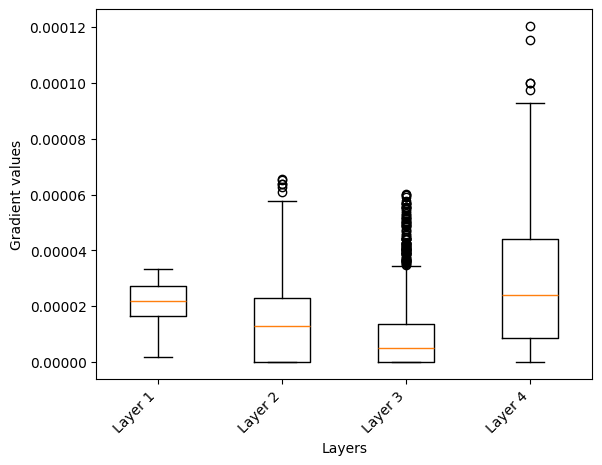 0.00012
0.00010
0.00008
0.00006
0.00004
0.00002
0.00000
Gradient values
Layer 1
Layer 2
Layer 3
Layer 4
Layers